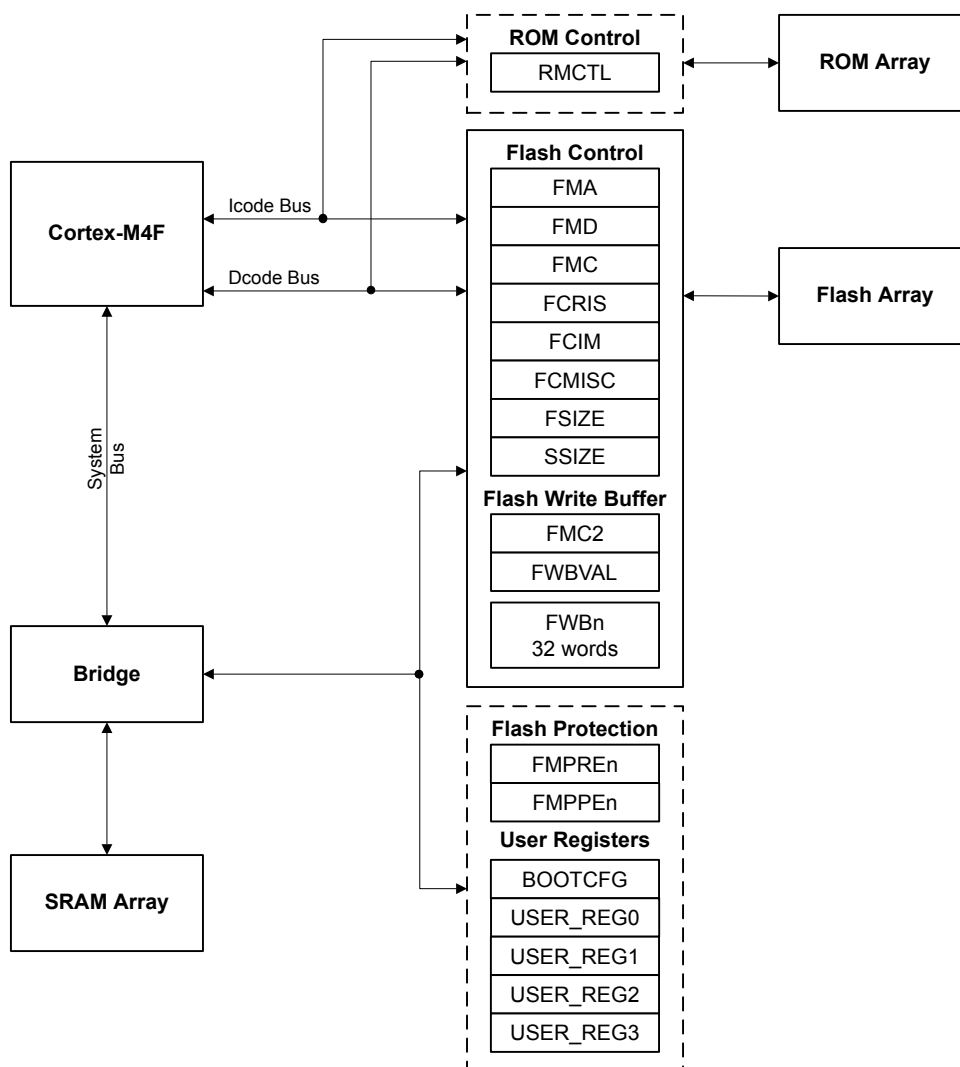 ROM Control
RMCTL
ROM Array
Flash Control
FMA
FMD
FMC
FCRIS
FCIM
FCMISC
FSIZE
SSIZE
Flash Write Buffer
FMC2
FWBVAL
FWBn
32 words
Cortex-M4F
Icode Bus
Dcode Bus
Flash Array
System
Bus
Bridge
SRAM Array
Flash Protection
FMPREn
FMPPEn
User Registers
BOOTCFG
USER_REG0
USER_REG1
USER_REG2
USER_REG3